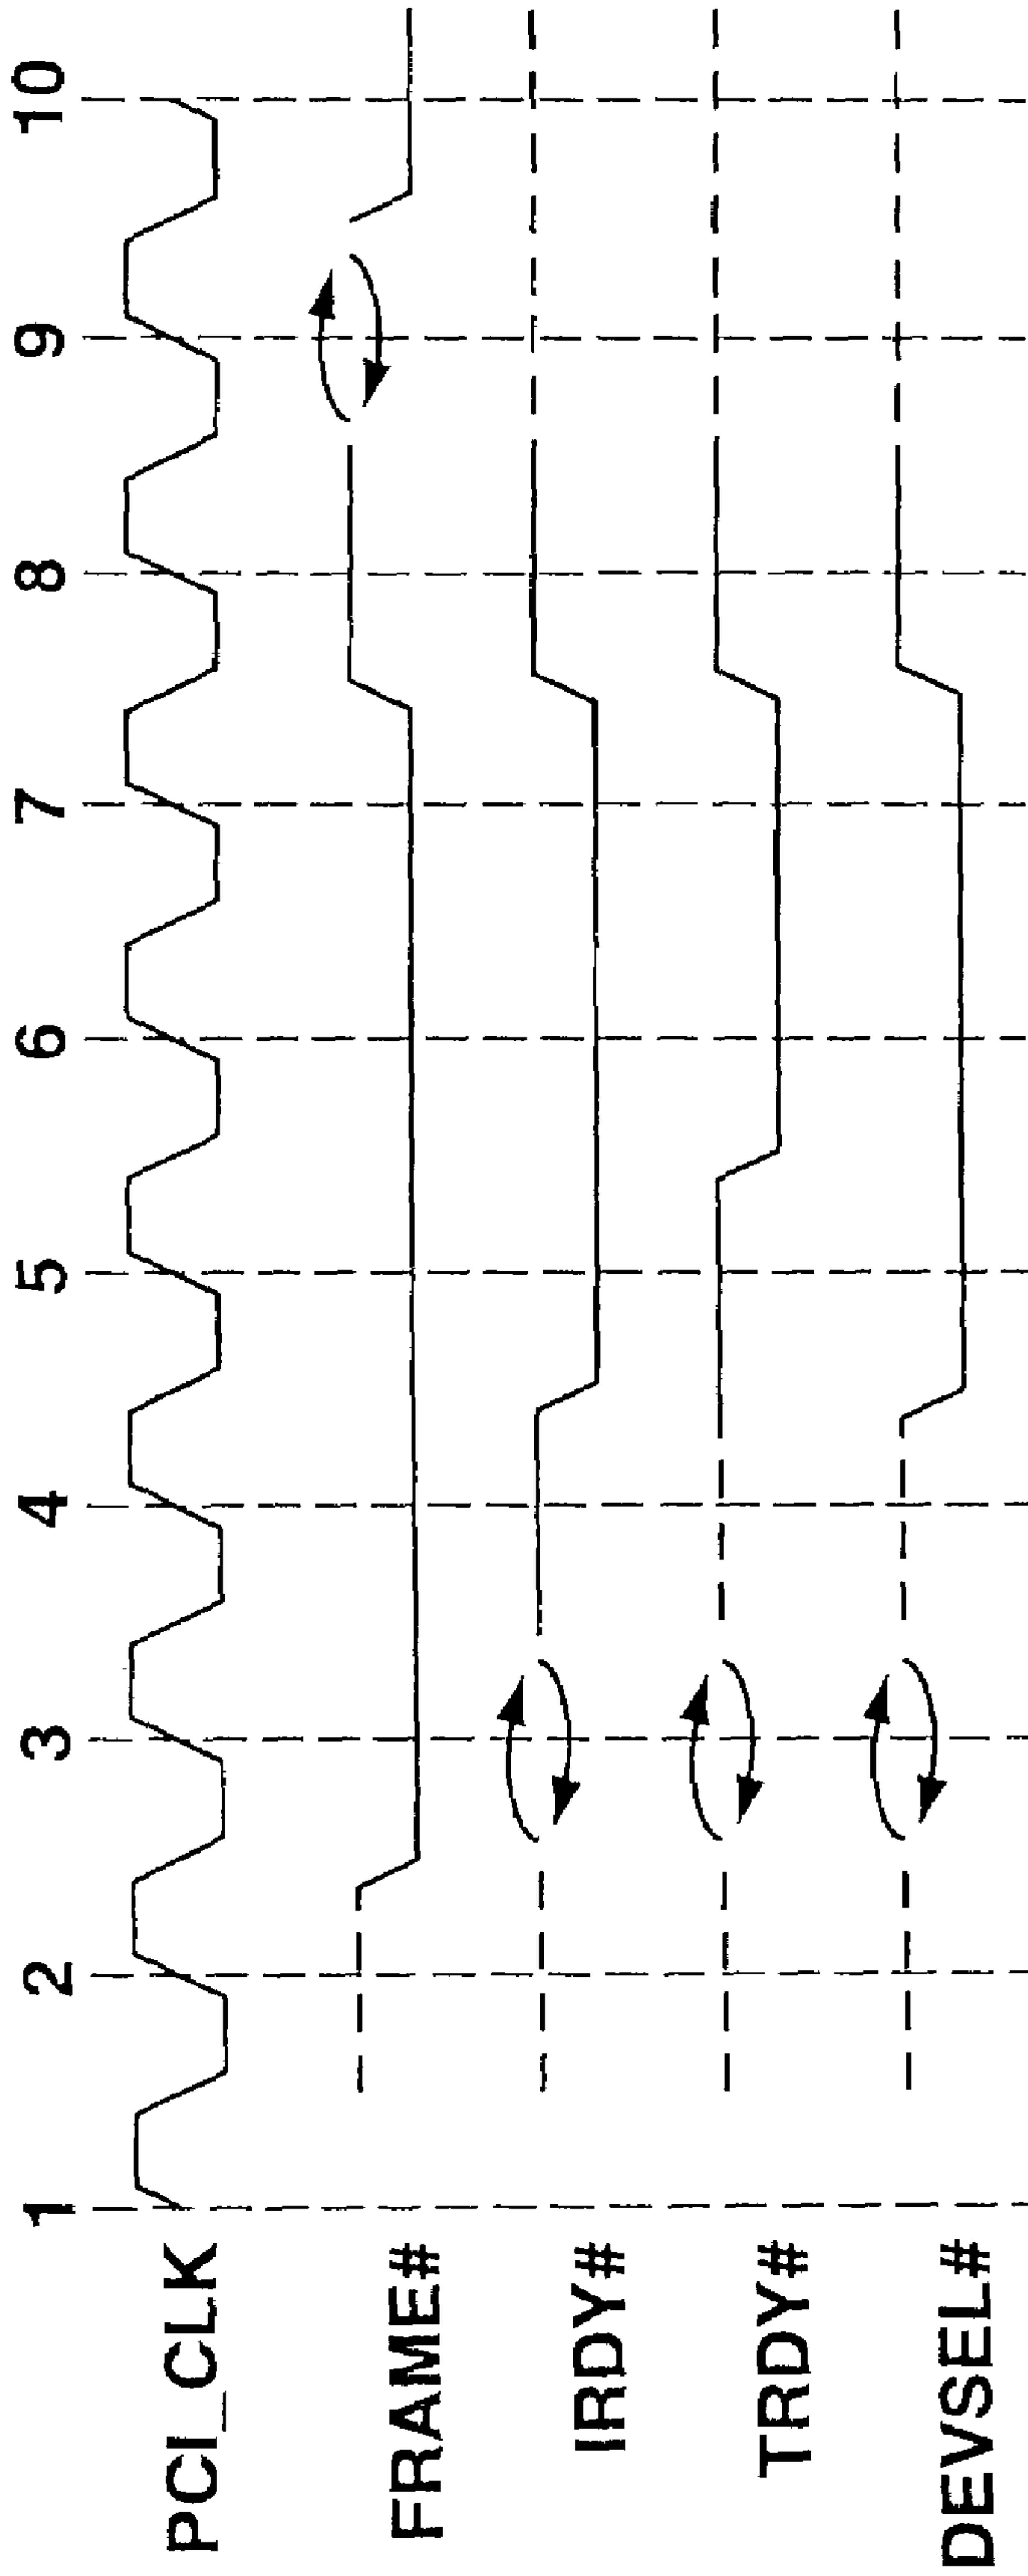 1 2 3 4 5 6 7 8 9 10
PCI_CLK
FRAME#
IRDY#
TRDY#
DEVSEL#